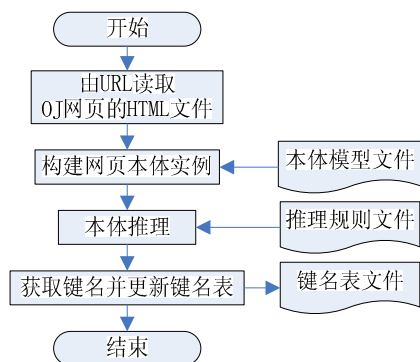 开始
由URL读取
OJ网页的HTML文件
构建网页本体实例
本体模型文件
本体推理
推理规则文件
获取键名并更新键名表
键名表文件
结束